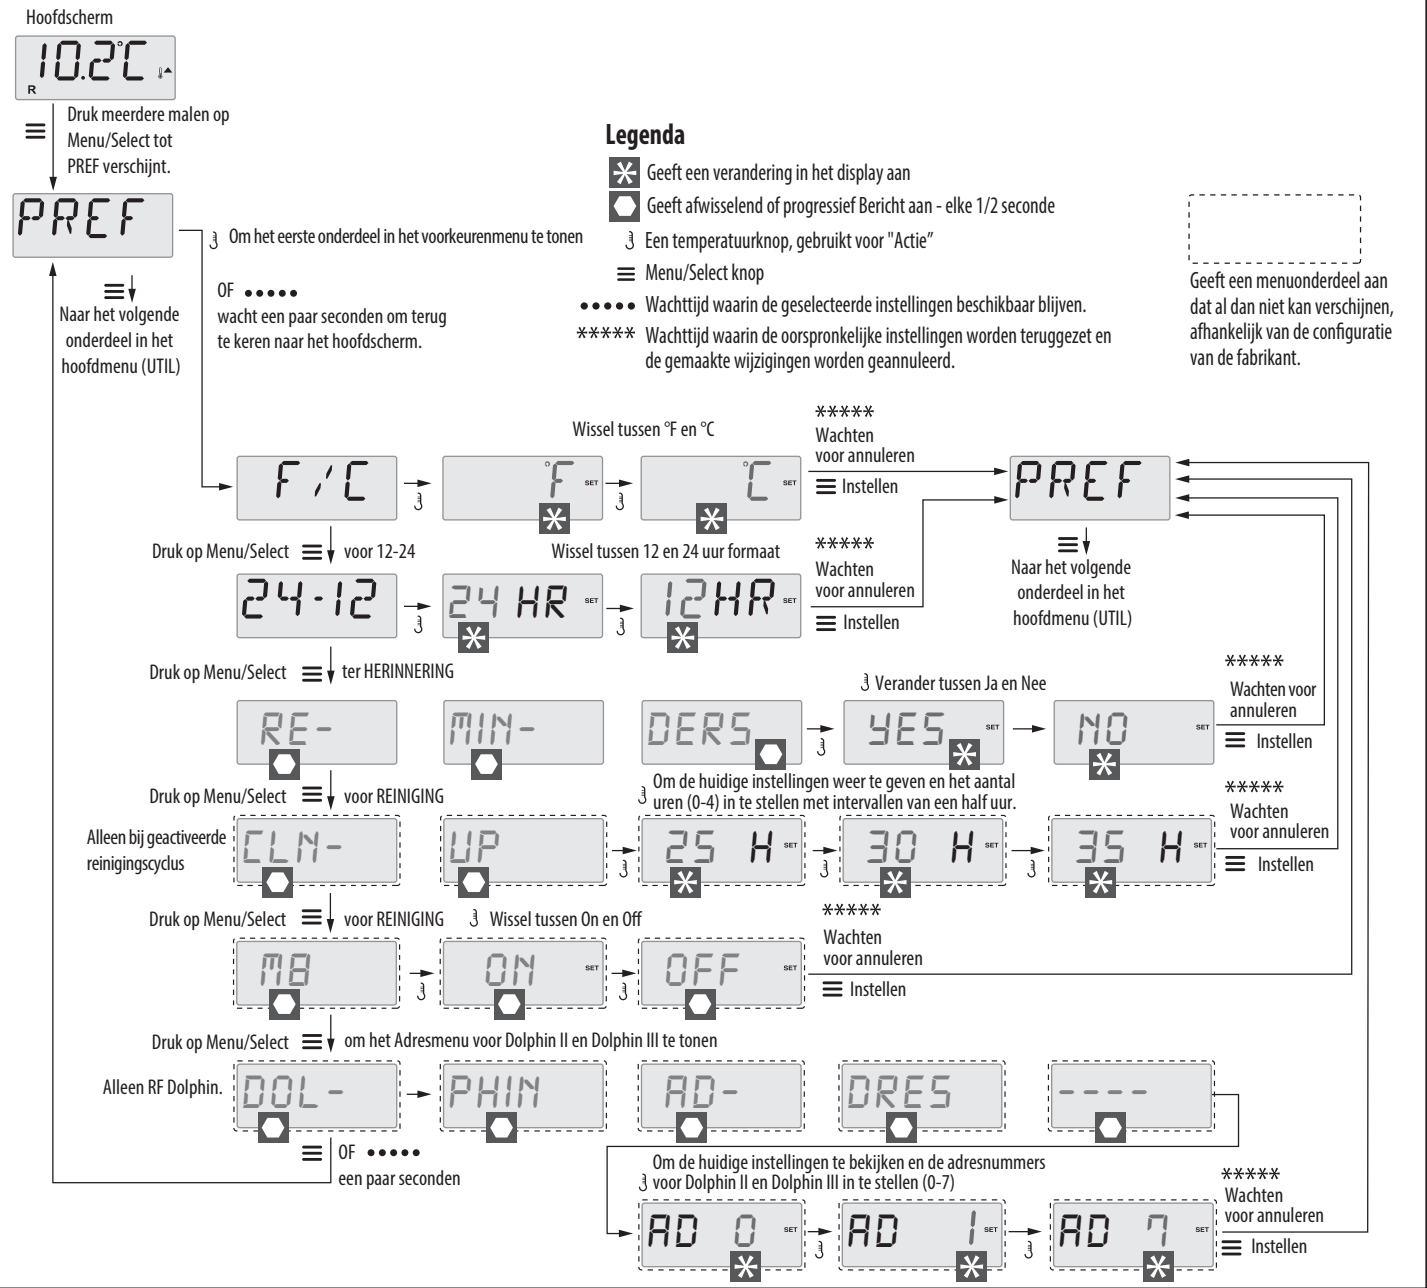 Hoofdscherm
10.2°C
R
Druk meerdere malen op
Menu/Select tot
PREF verschijnt.
PREF
Om het eerste onderdeel in het voorkeurenmenu te tonen
OF •••••
wacht een paar seconden om terug
te keren naar het hoofdscherm.
Naar het volgende
onderdeel in het
hoofdmenu (UTIL)
Legenda
Geeft een verandering in het display aan
Geeft afwisselend of progressief Bericht aan - elke 1/2 seconde
Een temperatuurknop, gebruikt voor "Actie”
Menu/Select knop
••••• Wachttijd waarin de geselecteerde instellingen beschikbaar blijven.
***** Wachttijd waarin de oorspronkelijke instellingen worden teruggezet en
de gemaakte wijzigingen worden geannuleerd.
Geeft een menuonderdeel aan
dat al dan niet kan verschijnen,
afhankelijk van de configuratie
van de fabrikant.
Wissel tussen °F en °C
*****
Wachten
voor annuleren
Instellen
F/C
°F SET
°C SET
PREF
Naar het volgende
onderdeel in het
hoofdmenu (UTIL)
Druk op Menu/Select voor 12-24
Wissel tussen 12 en 24 uur formaat
*****
Wachten
voor annuleren
Instellen
24-12
24 HR SET
12HR SET
Druk op Menu/Select ter HERINNERING
Verander tussen Ja en Nee
*****
Wachten voor
annuleren
Instellen
RE-
MIN-
DERS
YES SET
NO SET
Druk op Menu/Select voor REINIGING
Om de huidige instellingen weer te geven en het aantal
uren (0-4) in te stellen met intervallen van een half uur.
*****
Wachten
voor annuleren
Instellen
Alleen bij geactiveerde
reinigingscyclus
CLN-
UP
25 H SET
30 H SET
35 H SET
Druk op Menu/Select voor REINIGING
Wissel tussen On en Off
*****
Wachten
voor annuleren
Instellen
M8
ON SET
OFF SET
Druk op Menu/Select om het Adresmenu voor Dolphin II en Dolphin III te tonen
Alleen RF Dolphin.
DOL-
PHIN
AD-
DRES
----
OF •••••
een paar seconden
Om de huidige instellingen te bekijken en de adresnummers
voor Dolphin II en Dolphin III in te stellen (0-7)
*****
Wachten
voor annuleren
Instellen
AD 0 SET
AD 1 SET
AD 7 SET